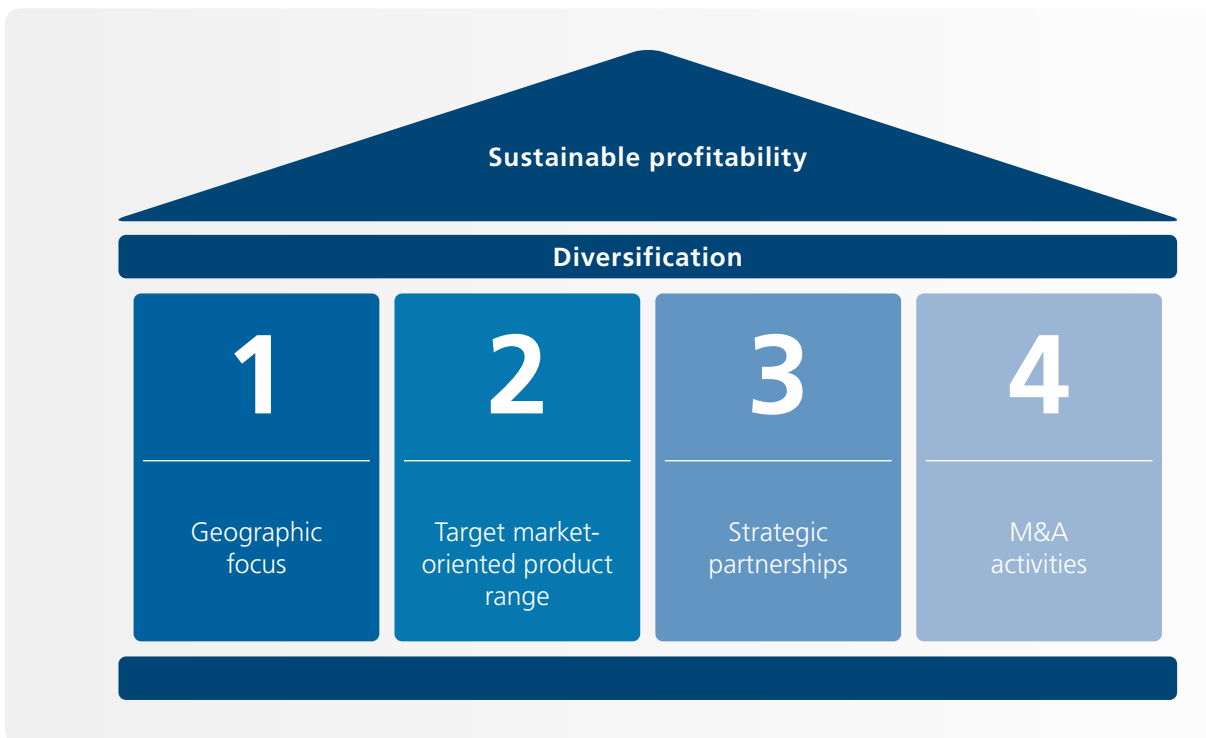 Sustainable profitability
Diversification
1
Geographic
focus
2
Target market-
oriented product
range
3
Strategic
partnerships
4
M&A
activities